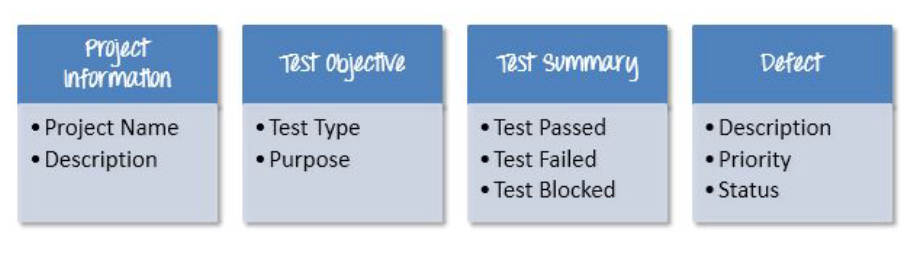 Project
Information
• Project Name
• Description
Test Objective
• Test Type
• Purpose
Test Summary
• Test Passed
• Test Failed
• Test Blocked
Defect
• Description
• Priority
• Status